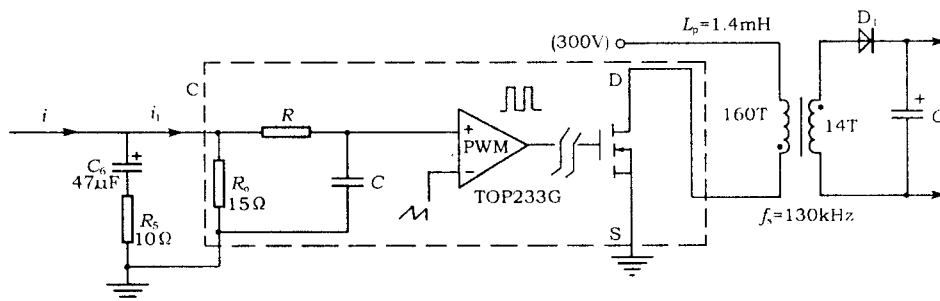 (300V)
Lp=1.4mH
D1
C
D
i
i1
R
160T
14T
+
C
+
PWM
−
C6
+
47μF
Ro
15Ω
C
TOP233G
R5
10Ω
S
fs=130kHz